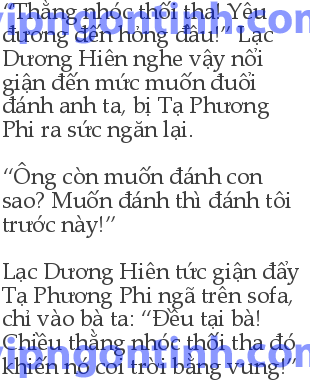 “Thằng nhóc thối tha! Yêu
đương đến hỏng đầu!” Lạc
Dương Hiên nghe vậy nổi
giận đến mức muốn đuổi
đánh anh ta, bị Tạ Phương
Phi ra sức ngăn lại.
“Ông còn muốn đánh con
sao? Muốn đánh thì đánh tôi
trước này!”
Lạc Dương Hiên tức giận đẩy
Tạ Phương Phi ngã trên sofa,
chỉ vào bà ta: “Đều tại bà!
Chiều thằng nhóc thối tha đó
khiến nó coi trời bằng vung!”
vipngontinh.com
vipngontinh.com